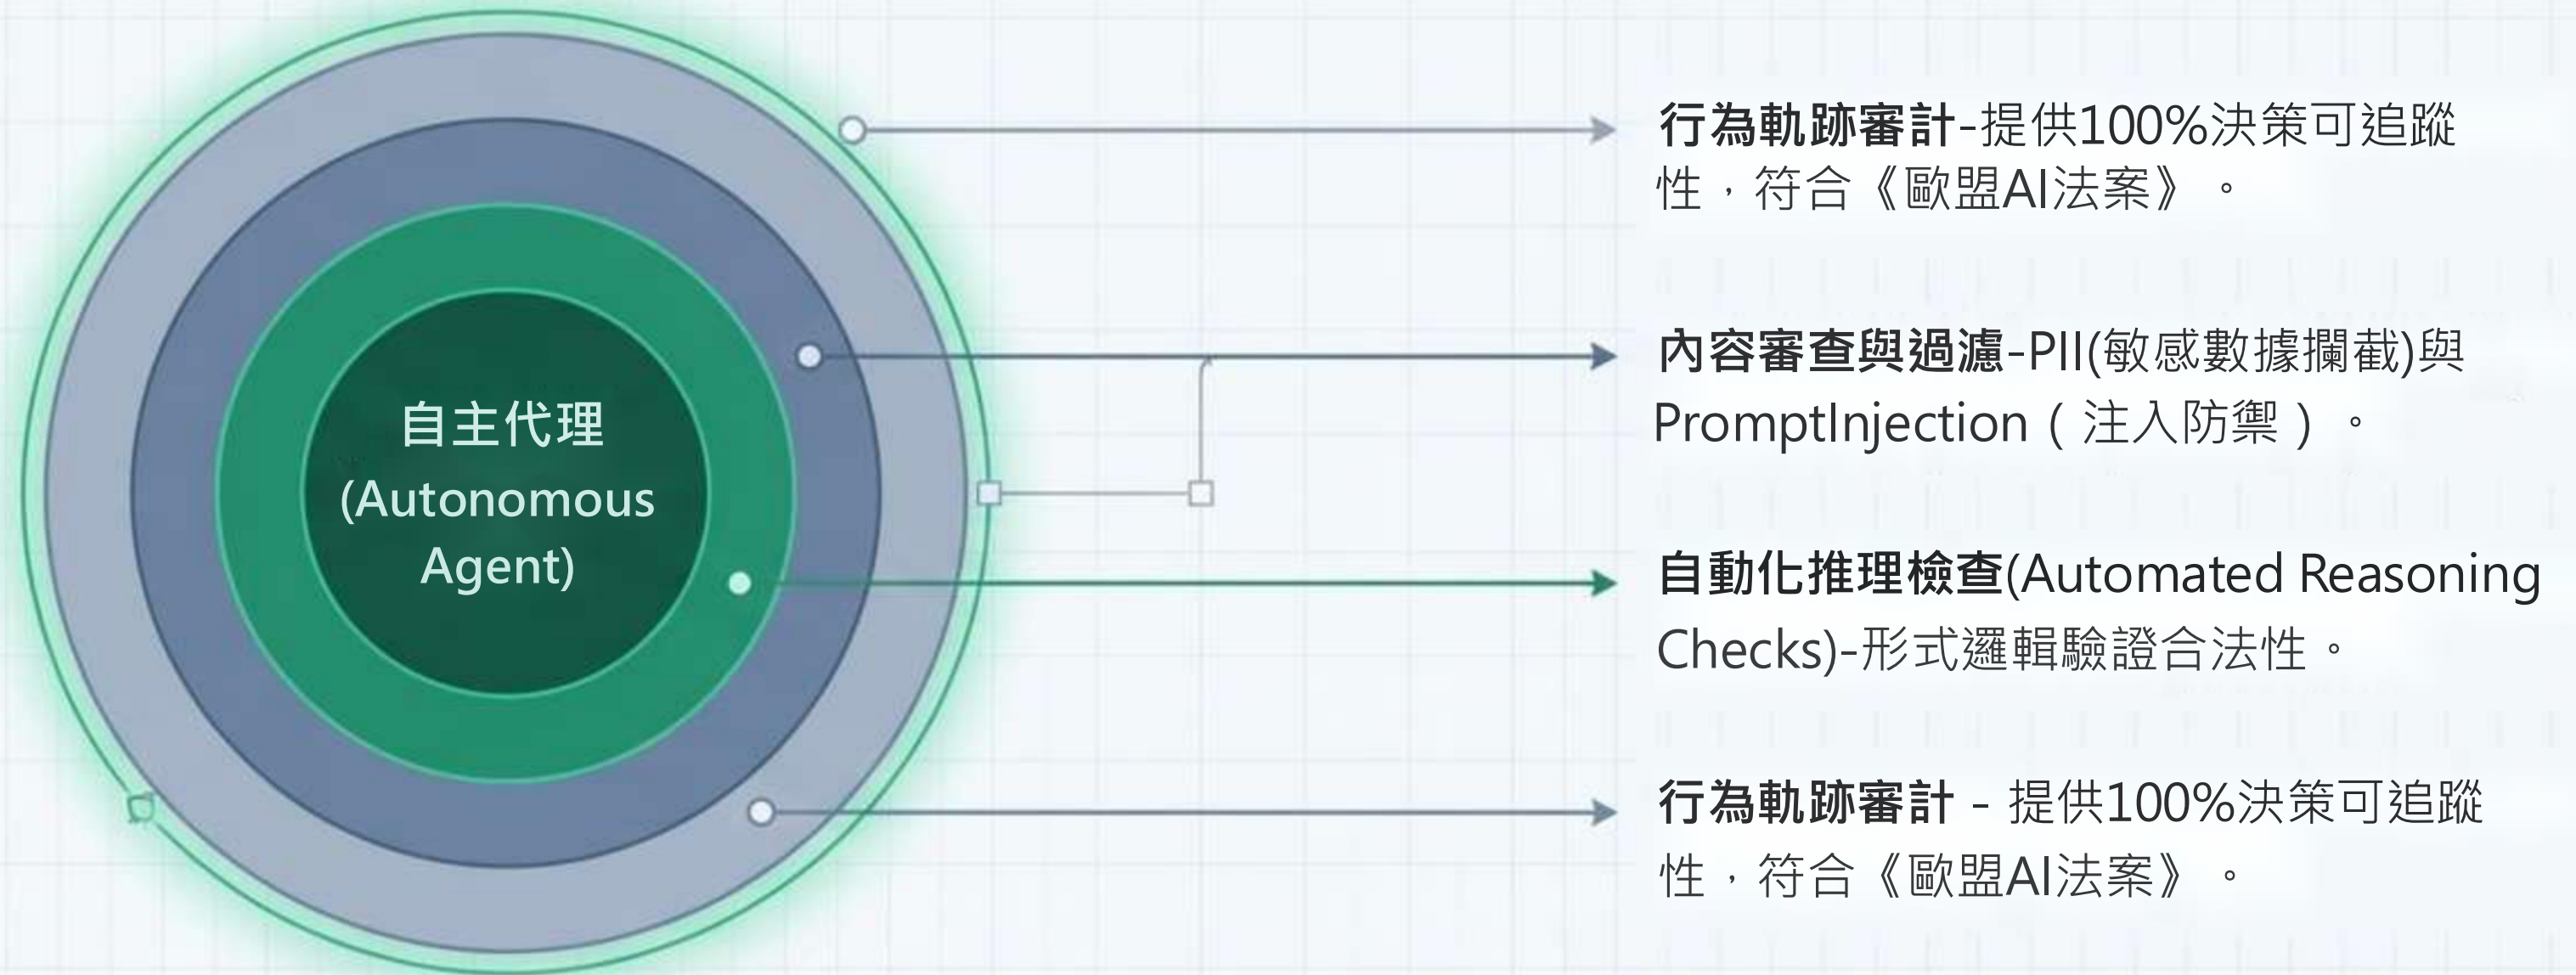 自主代理
(Autonomous
Agent)
行為軌跡審計-提供100%決策可追蹤
性，符合《歐盟AI法案》。
內容審查與過濾-PII(敏感數據攔截)與
PromptInjection（注入防禦）。
自動化推理檢查(Automated Reasoning
Checks)-形式邏輯驗證合法性。
行為軌跡審計 - 提供100%決策可追蹤
性，符合《歐盟AI法案》。